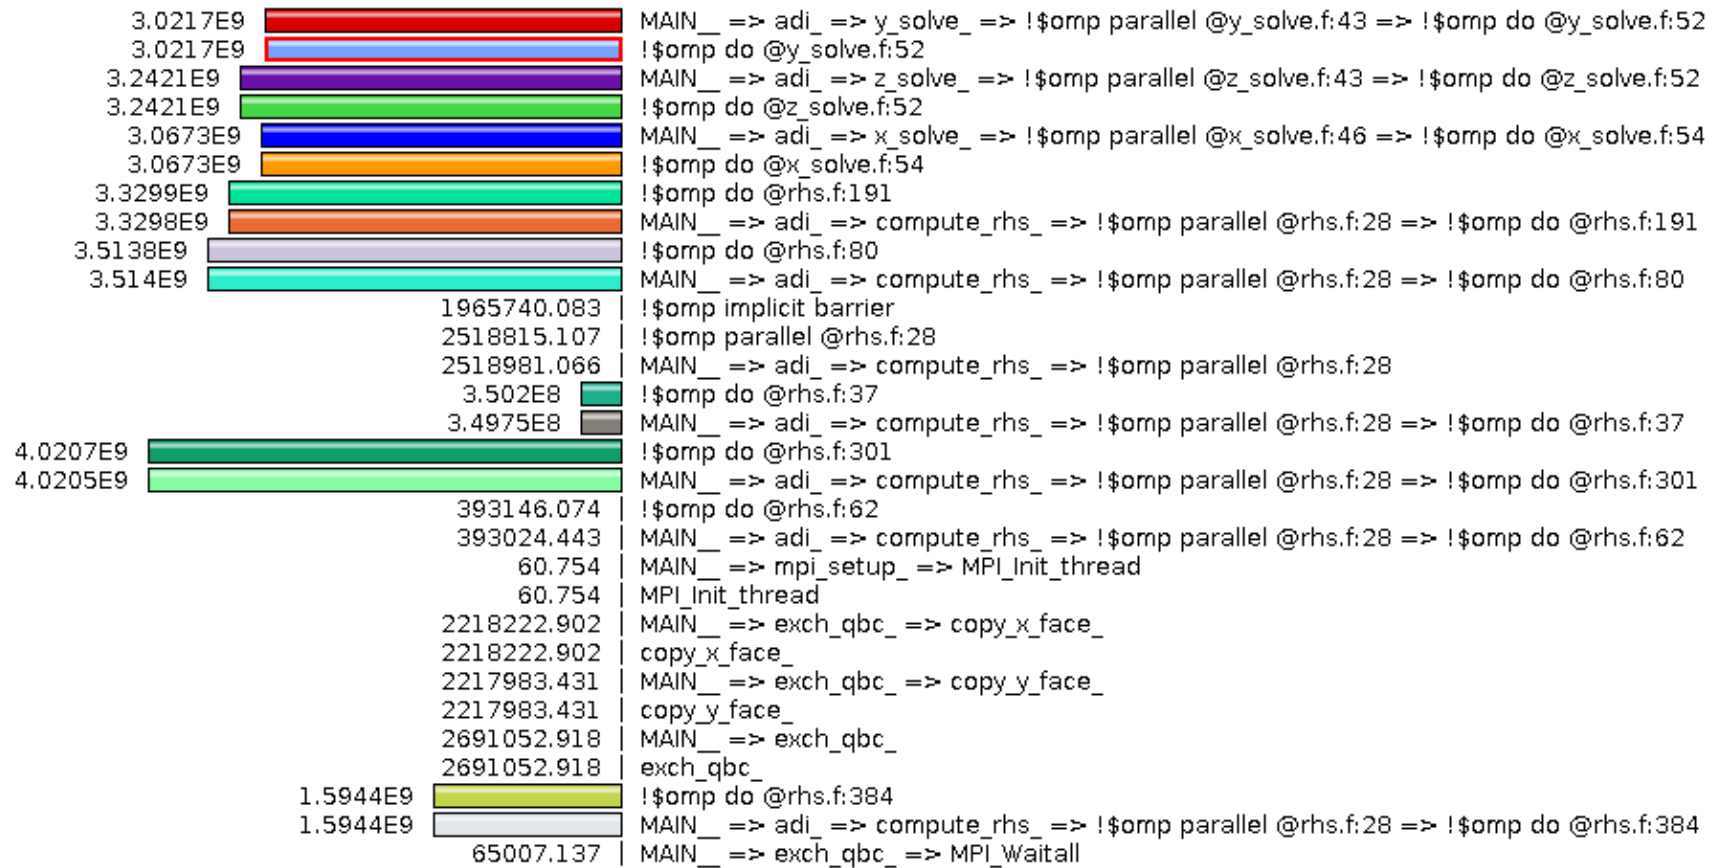 3.0217E9 MAIN__ => adi_ => y_solve_ => !$omp parallel @y_solve.f:43 => !$omp do @y_solve.f:52
3.0217E9 !$omp do @y_solve.f:52
3.2421E9 MAIN__ => adi_ => z_solve_ => !$omp parallel @z_solve.f:43 => !$omp do @z_solve.f:52
3.2421E9 !$omp do @z_solve.f:52
3.0673E9 MAIN__ => adi_ => x_solve_ => !$omp parallel @x_solve.f:46 => !$omp do @x_solve.f:54
3.0673E9 !$omp do @x_solve.f:54
3.3299E9 !$omp do @rhs.f:191
3.3298E9 MAIN__ => adi_ => compute_rhs_ => !$omp parallel @rhs.f:28 => !$omp do @rhs.f:191
3.5138E9 !$omp do @rhs.f:80
3.514E9 MAIN__ => adi_ => compute_rhs_ => !$omp parallel @rhs.f:28 => !$omp do @rhs.f:80
1965740.083 !$omp implicit barrier
2518815.107 !$omp parallel @rhs.f:28
2518981.066 MAIN__ => adi_ => compute_rhs_ => !$omp parallel @rhs.f:28
3.502E8 !$omp do @rhs.f:37
3.4975E8 MAIN__ => adi_ => compute_rhs_ => !$omp parallel @rhs.f:28 => !$omp do @rhs.f:37
4.0207E9 !$omp do @rhs.f:301
4.0205E9 MAIN__ => adi_ => compute_rhs_ => !$omp parallel @rhs.f:28 => !$omp do @rhs.f:301
393146.074 !$omp do @rhs.f:62
393024.443 MAIN__ => adi_ => compute_rhs_ => !$omp parallel @rhs.f:28 => !$omp do @rhs.f:62
60.754 MAIN__ => mpi_setup_ => MPI_Init_thread
60.754 MPI_Init_thread
2218222.902 MAIN__ => exch_qbc_ => copy_x_face_
2218222.902 copy_x_face_
2217983.431 MAIN__ => exch_qbc_ => copy_y_face_
2217983.431 copy_y_face_
2691052.918 MAIN__ => exch_qbc_
2691052.918 exch_qbc_
1.5944E9 !$omp do @rhs.f:384
1.5944E9 MAIN__ => adi_ => compute_rhs_ => !$omp parallel @rhs.f:28 => !$omp do @rhs.f:384
65007.137 MAIN__ => exch_qbc_ => MPI_Waitall